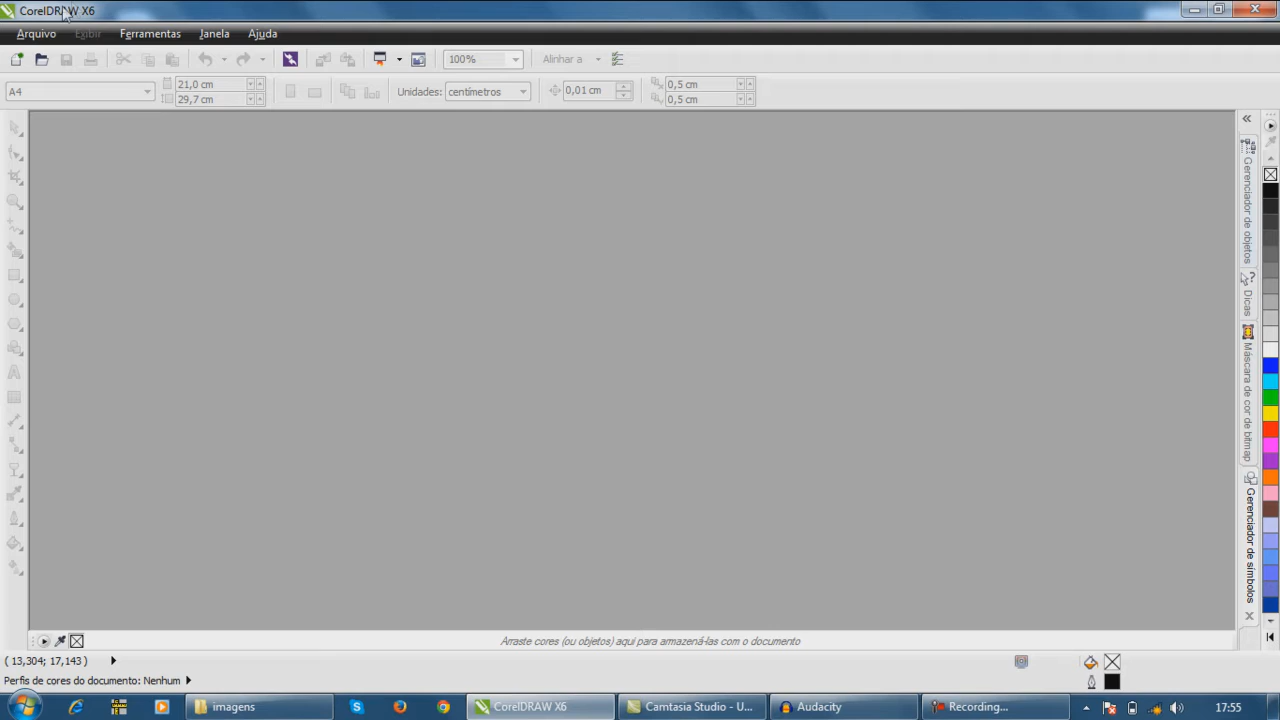 CorelDRAW X6
Arquivo Exibir Ferramentas Janela Ajuda
100% Alinhar a
A4 21,0 cm 29,7 cm Unidades: centímetros 0,01 cm 0,5 cm 0,5 cm
Gerenciador de objetos
Dicas
Máscara de cor de bitmap
Gerenciador de símbolos
Arraste cores (ou objetos) aqui para armazená-las com o documento
( 13,304; 17,143 )
Perfis de cores do documento: Nenhum
imagens CorelDRAW X6 Camtasia Studio - U... Audacity Recording... 17:55